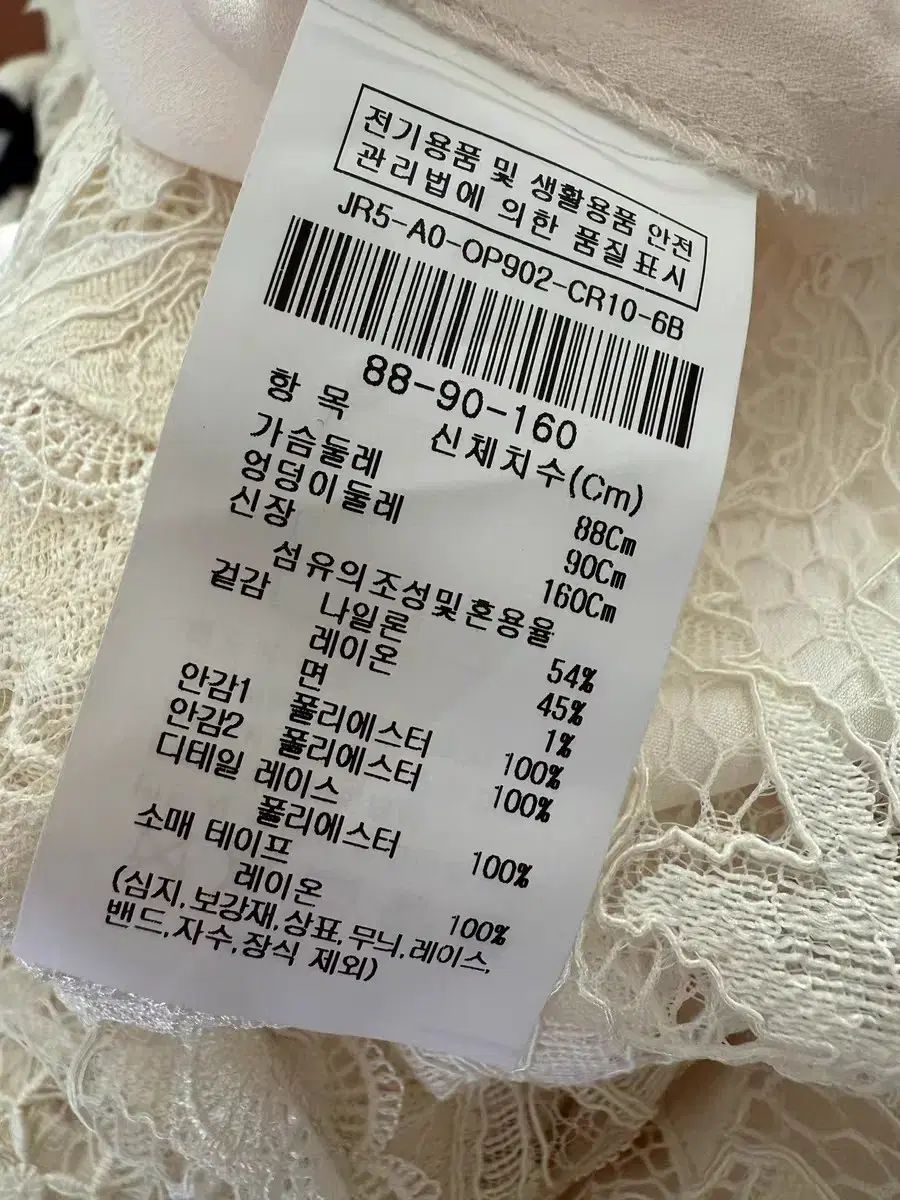 전기용품 및 생활용품 안전
관리법에 의한 품질표시
JR5-A0-OP902-CR10-6B
88-90-160
항 목 신체치수(Cm)
가슴둘레 88Cm
엉덩이둘레 90Cm
신장 160Cm
섬유의조성및혼용율
겉감 나일론 54%
레이온 45%
면 1%
안감1 폴리에스터 100%
안감2 폴리에스터 100%
디테일 레이스
폴리에스터 100%
소매 테이프
레이온 100%
(심지,보강재,상표,무늬,레이스,
밴드,자수,장식 제외)